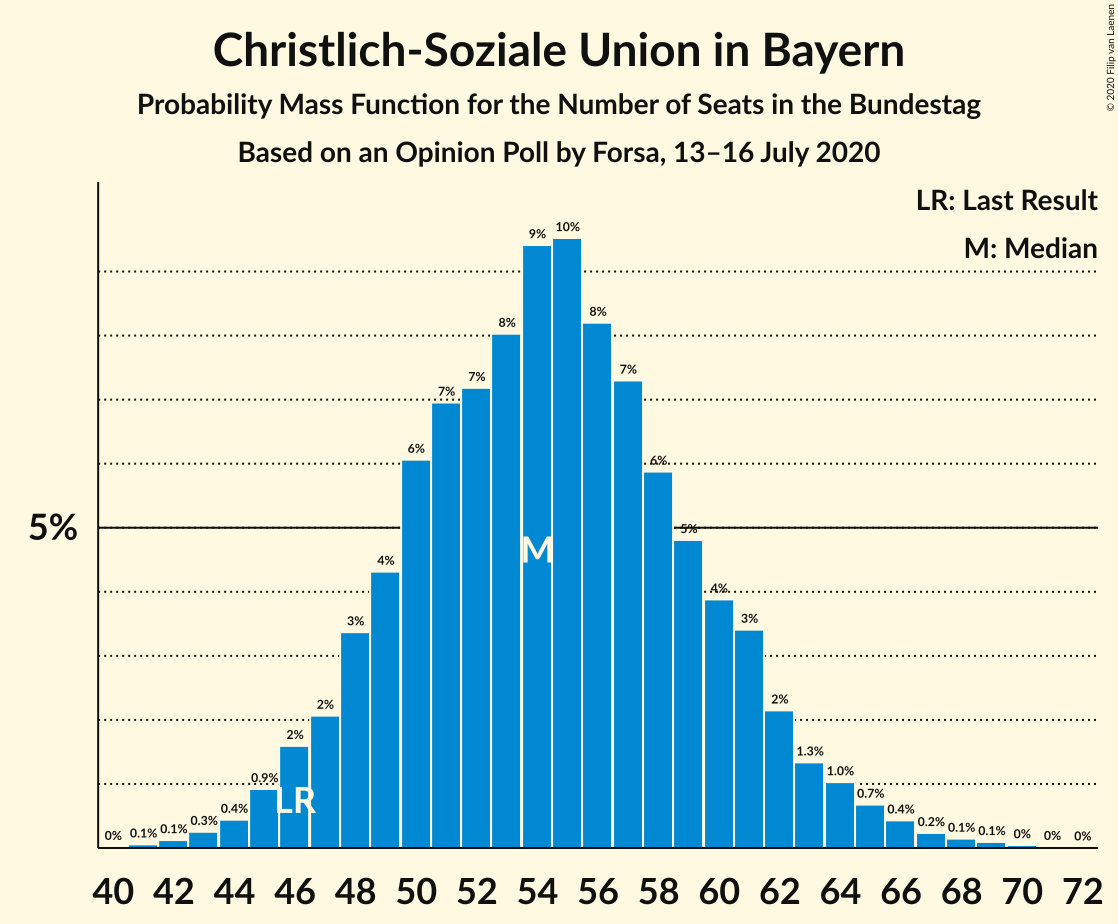 Christlich-Soziale Union in Bayern
Probability Mass Function for the Number of Seats in the Bundestag
Based on an Opinion Poll by Forsa, 13–16 July 2020
© 2020 Filip van Laenen
LR: Last Result
M: Median
5%
0% 0.1% 0.1% 0.3% 0.4% 0.9% 2% 2% 3% 4% 6% 7% 7% 8% 9% 10% 8% 7% 6% 5% 4% 3% 2% 1.3% 1.0% 0.7% 0.4% 0.2% 0.1% 0.1% 0% 0% 0%
M
LR
40 42 44 46 48 50 52 54 56 58 60 62 64 66 68 70 72